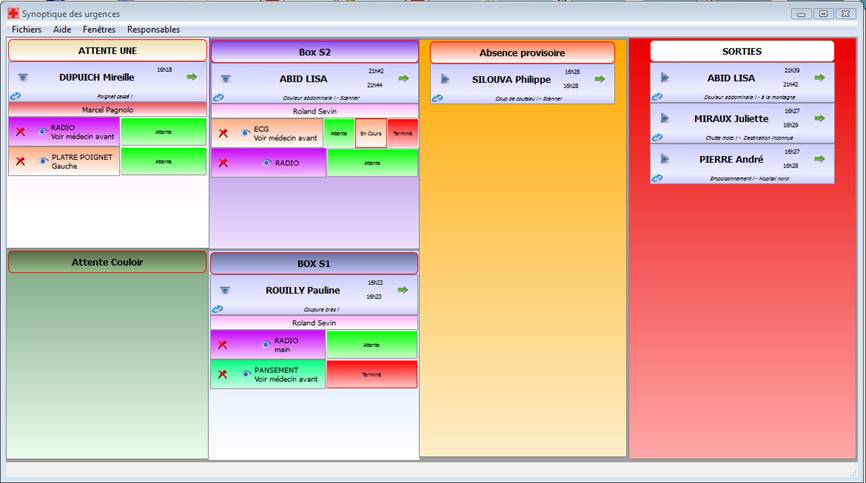 Synoptique des urgences
Fichiers Aide Fenêtres Responsables
ATTENTE UNE
DUPUICH Mireille
16h18
Poignet cassé !
Marcel Pagnolo
RADIO
Voir médecin avant
Attente
PLATRE POIGNET
Gauche
Attente
Box S2
ABID LISA
21h42
21h44
Douleur abdominale ! - Scanner
Roland Sevin
ECG
Voir médecin avant
Attente
En Cours
Terminé
RADIO
Attente
Absence provisoire
SILOUVA Philippe
16h28
16h28
Coup de couteau ! - Scanner
SORTIES
ABID LISA
21h39
21h42
Douleur abdominale ! - à la montagne
MIRAUX Juliette
16h27
16h29
Chutte moto ! - Destination inconnue
PIERRE André
16h27
16h28
Empoisonnement ! - Hopital nord
Attente Couloir
BOX S1
ROUILLY Pauline
16h22
16h23
Coupure bras !
Roland Sevin
RADIO
main
Attente
PANSEMENT
Voir médecin avant
Terminé